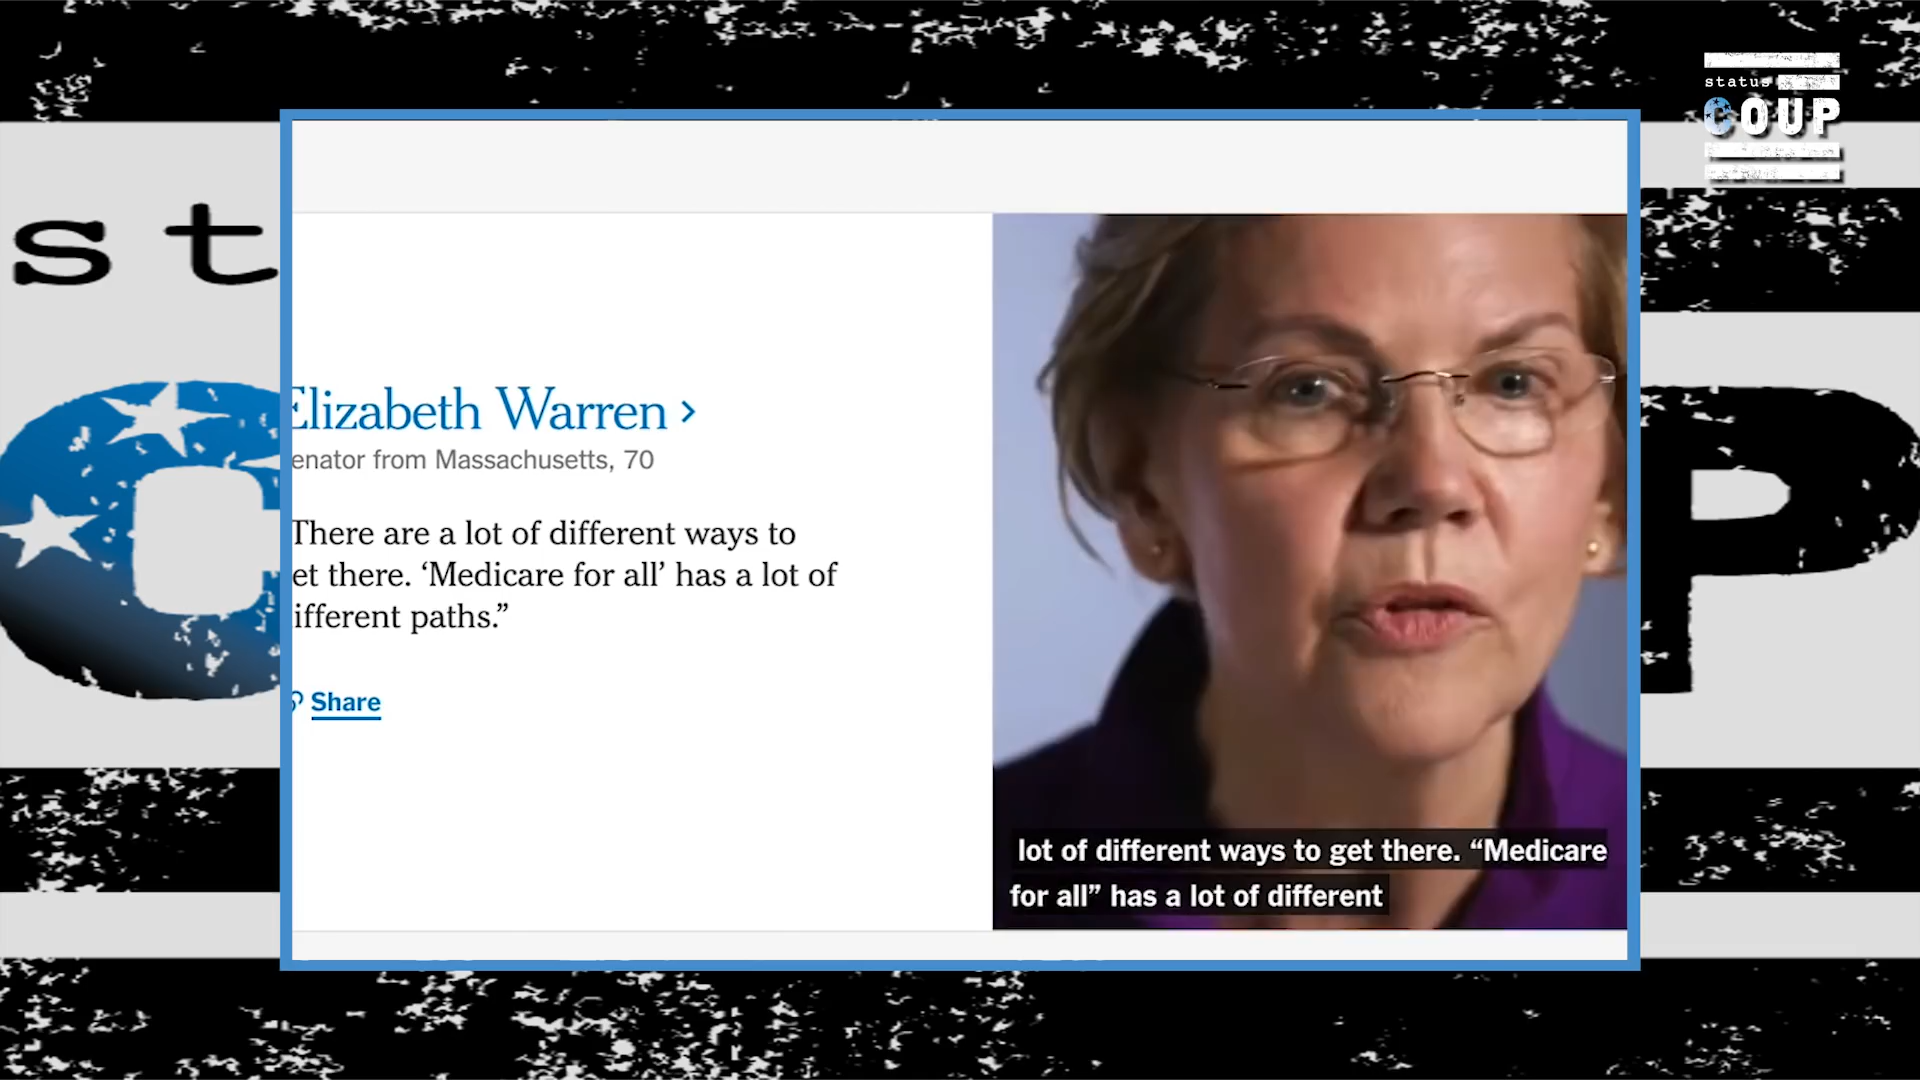 status
COUP
st
C
P
Elizabeth Warren >
enator from Massachusetts, 70
There are a lot of different ways to
et there. ‘Medicare for all’ has a lot of
ifferent paths.”
Share
lot of different ways to get there. “Medicare
for all” has a lot of different